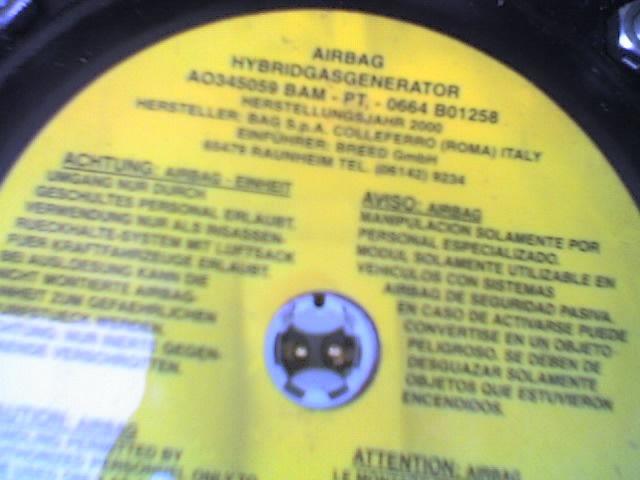 AIRBAG
HYBRIDGASGENERATOR
AO345059 BAM - PT, - 0664 B01258
HERSTELLUNGSJAHR 2000
HERSTELLER: BAG S.p.A. COLLEFERRO (ROMA) ITALY
EINFÜHRER: BREED GmbH
65479 RAUNHEIM TEL. (06142) 9234
ACHTUNG: AIRBAG - EINHEIT
UMGANG NUR DURCH
GESCHULTES PERSONAL ERLAUBT.
VERWENDUNG NUR ALS INSASSEN-
RUECKHALTE-SYSTEM MIT LUFTSACK
FUER KRAFTFAHRZEUGE ERLAUBT.
BEI AUSLOESUNG KANN DIE
NICHT MONTIERTE AIRBAG-
EINHEIT ZUM GEFAEHRLICHEN
GEGEN-
AVISO: AIRBAG
MANIPULACION SOLAMENTE POR
PERSONAL ESPECIALIZADO.
MODUL SOLAMENTE UTILIZABLE EN
VEHICULOS CON SISTEMAS
AIRBAG DE SEGURIDAD PASIVA.
EN CASO DE ACTIVARSE PUEDE
CONVERTISE EN UN OBJETO
PELIGROSO. SE DEBEN DE
DESGUAZAR SOLAMENTE
OBJETOS QUE ESTUVIERON
ENCENDIDOS.
ATTENTION: AIRBAG